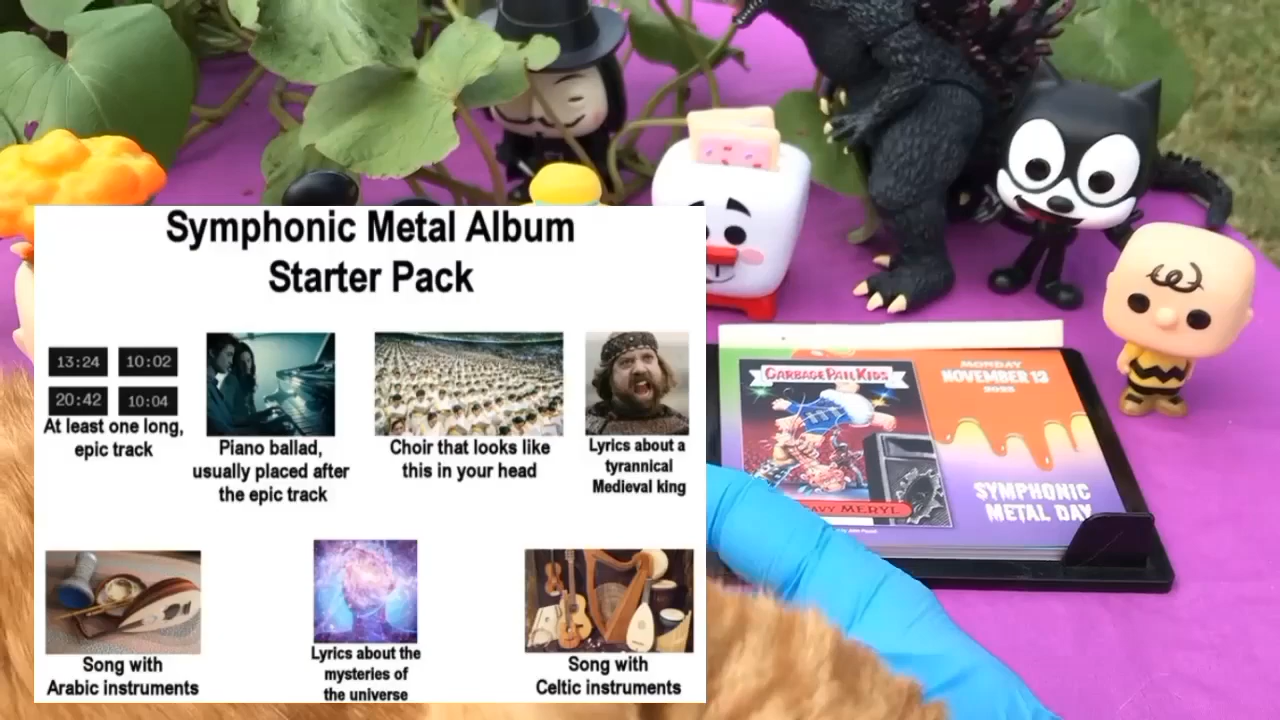 Symphonic Metal Album
Starter Pack
13:24
10:02
20:42
10:04
At least one long,
epic track
Piano ballad,
usually placed after
the epic track
Choir that looks like
this in your head
Lyrics about a
tyrannical
Medieval king
Song with
Arabic instruments
Lyrics about the
mysteries of
the universe
Song with
Celtic instruments
GARBAGE PAIL KIDS
MERYL
MONDAY
NOVEMBER 13
SYMPHONIC
METAL DAY